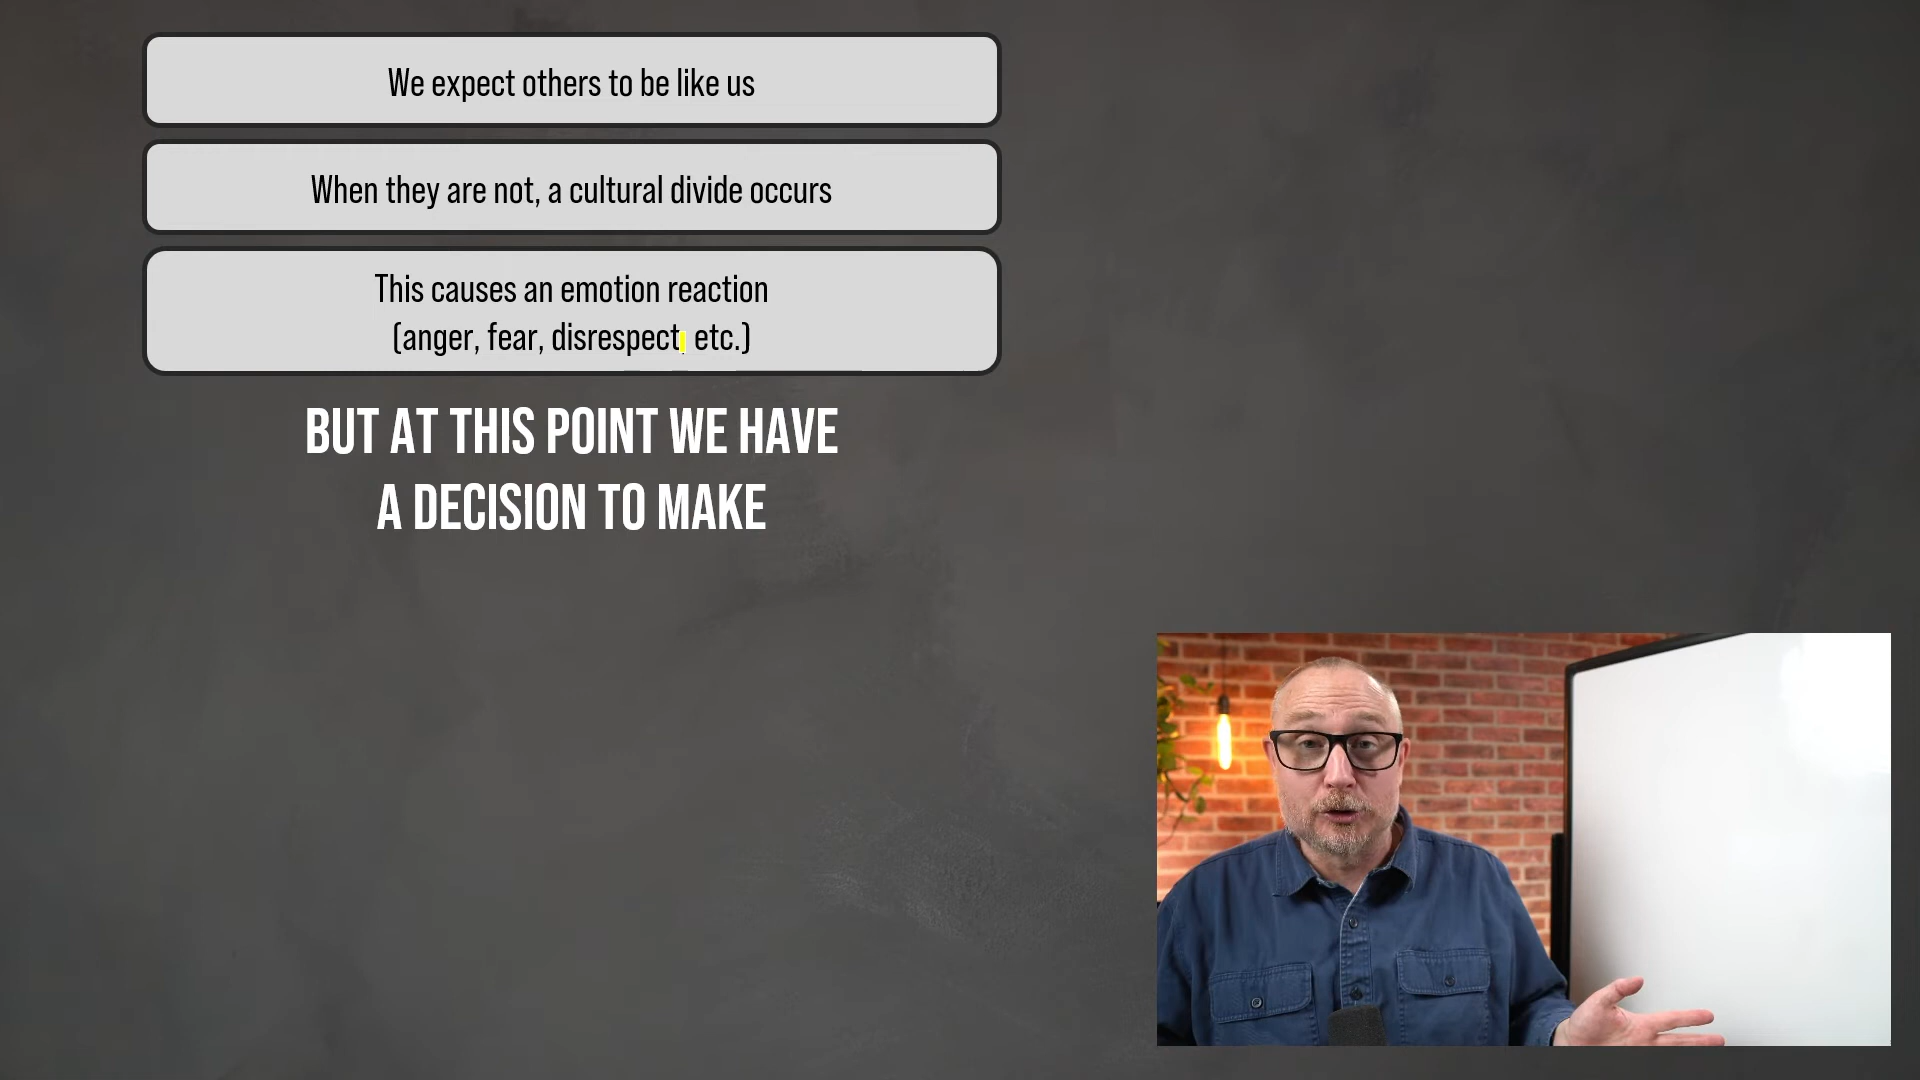 We expect others to be like us
When they are not, a cultural divide occurs
This causes an emotion reaction
(anger, fear, disrespect, etc.)
BUT AT THIS POINT WE HAVE
A DECISION TO MAKE